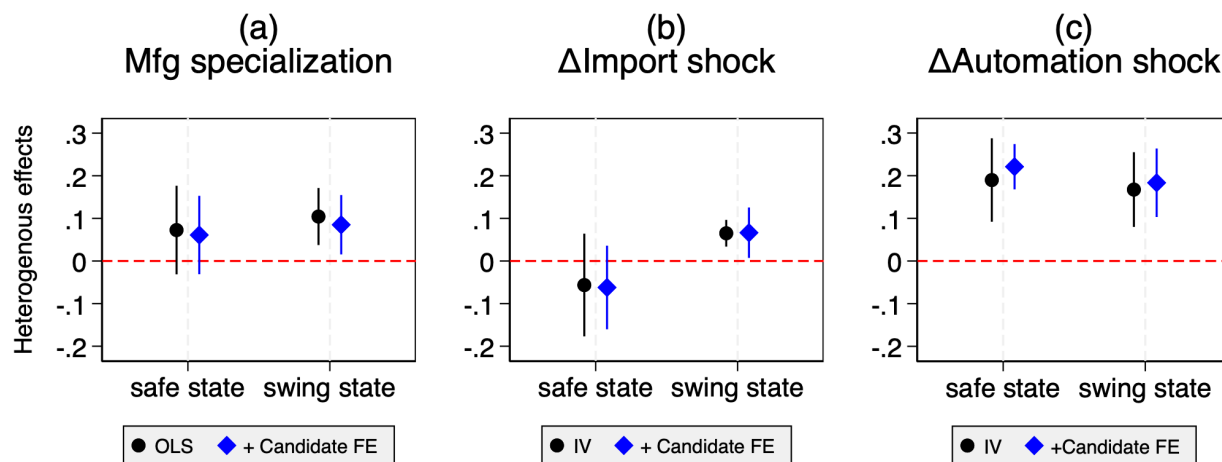 (a)
Mfg specialization
(b)
ΔImport shock
(c)
ΔAutomation shock
Heterogenous effects
.3
.2
.1
0
-.1
-.2
safe state swing state
OLS + Candidate FE
.3
.2
.1
0
-.1
-.2
safe state swing state
IV + Candidate FE
.3
.2
.1
0
-.1
-.2
safe state swing state
IV +Candidate FE